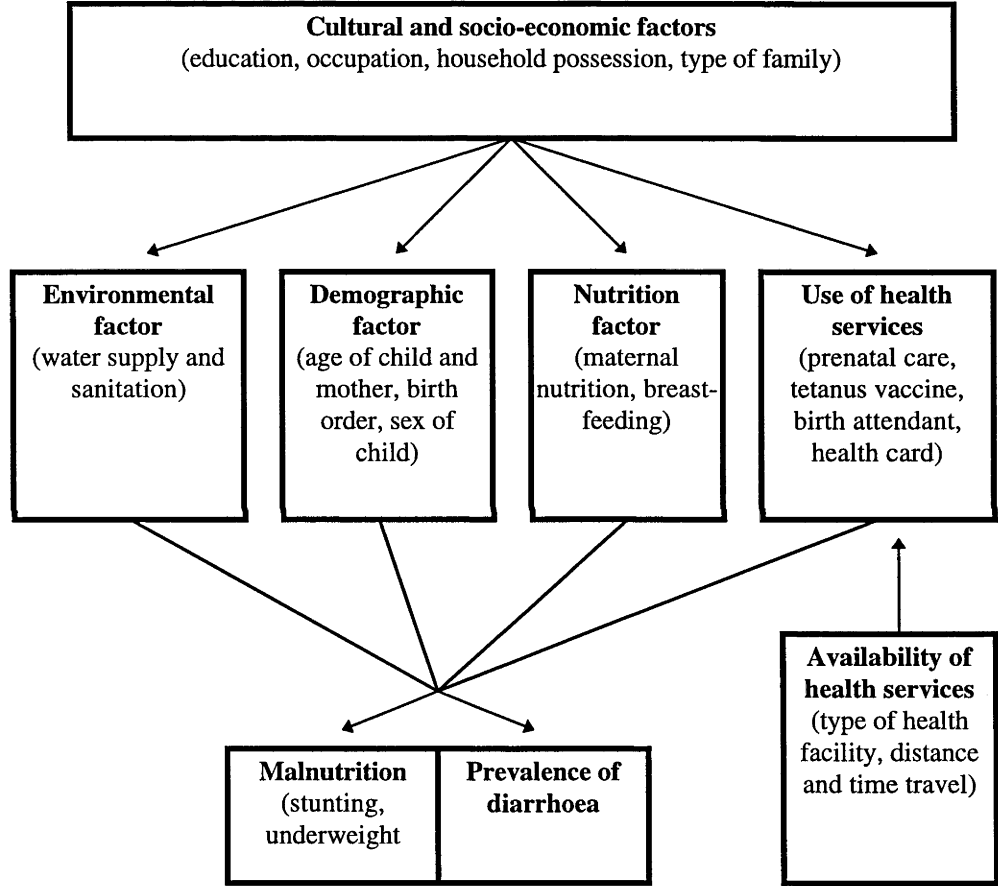 Cultural and socio-economic factors
(education, occupation, household possession, type of family)
Environmental
factor
(water supply and
sanitation)
Demographic
factor
(age of child and
mother, birth
order, sex of
child)
Nutrition
factor
(maternal
nutrition, breast-
feeding)
Use of health
services
(prenatal care,
tetanus vaccine,
birth attendant,
health card)
Availability of
health services
(type of health
facility, distance
and time travel)
Malnutrition
(stunting,
underweight
Prevalence of
diarrhoea